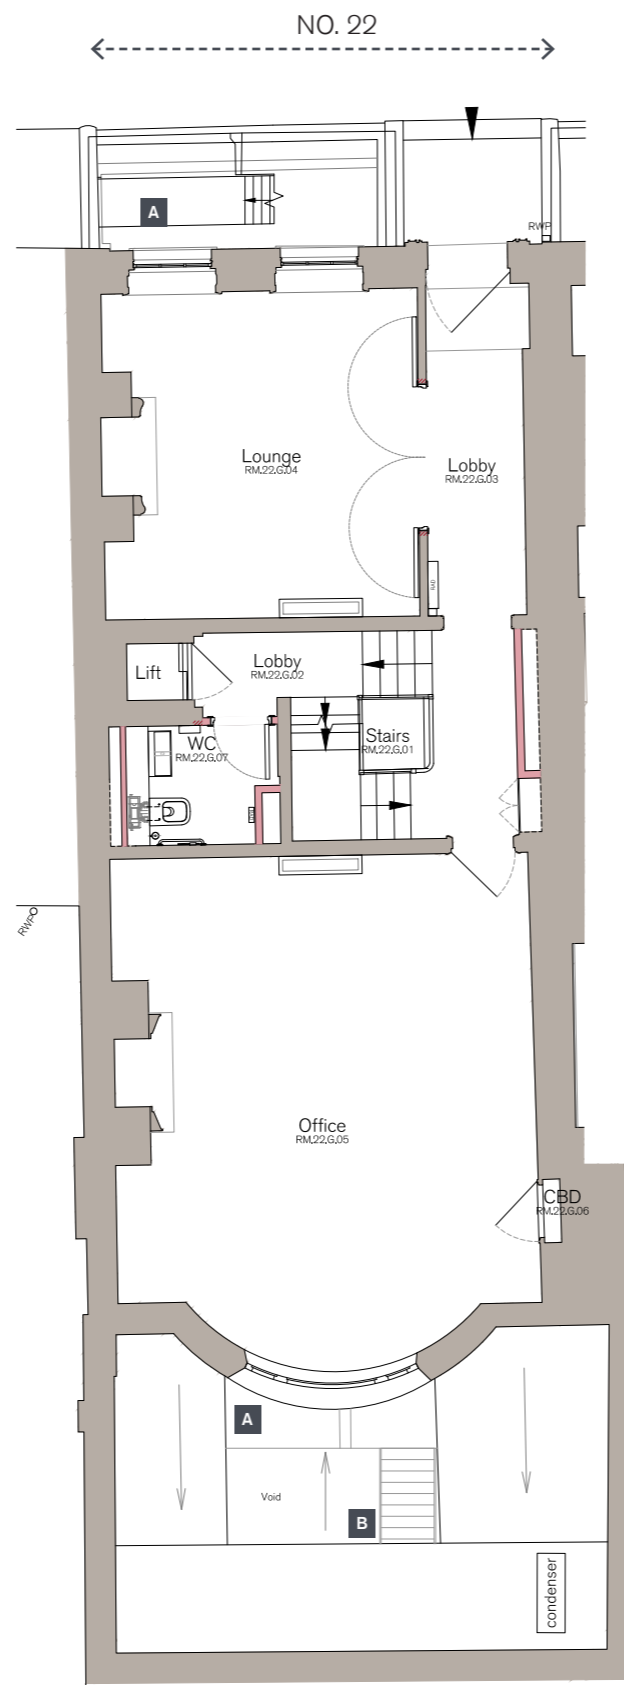 NO. 22
A
RWP
Lounge
RM.22.G.04
Lobby
RM.22.G.03
RAD
Lift
Lobby
RM.22.G.02
WC
RM.22.G.07
Stairs
RM.22.G.01
RWP
Office
RM.22.G.05
CBD
RM.22.G.06
A
Void
B
condenser